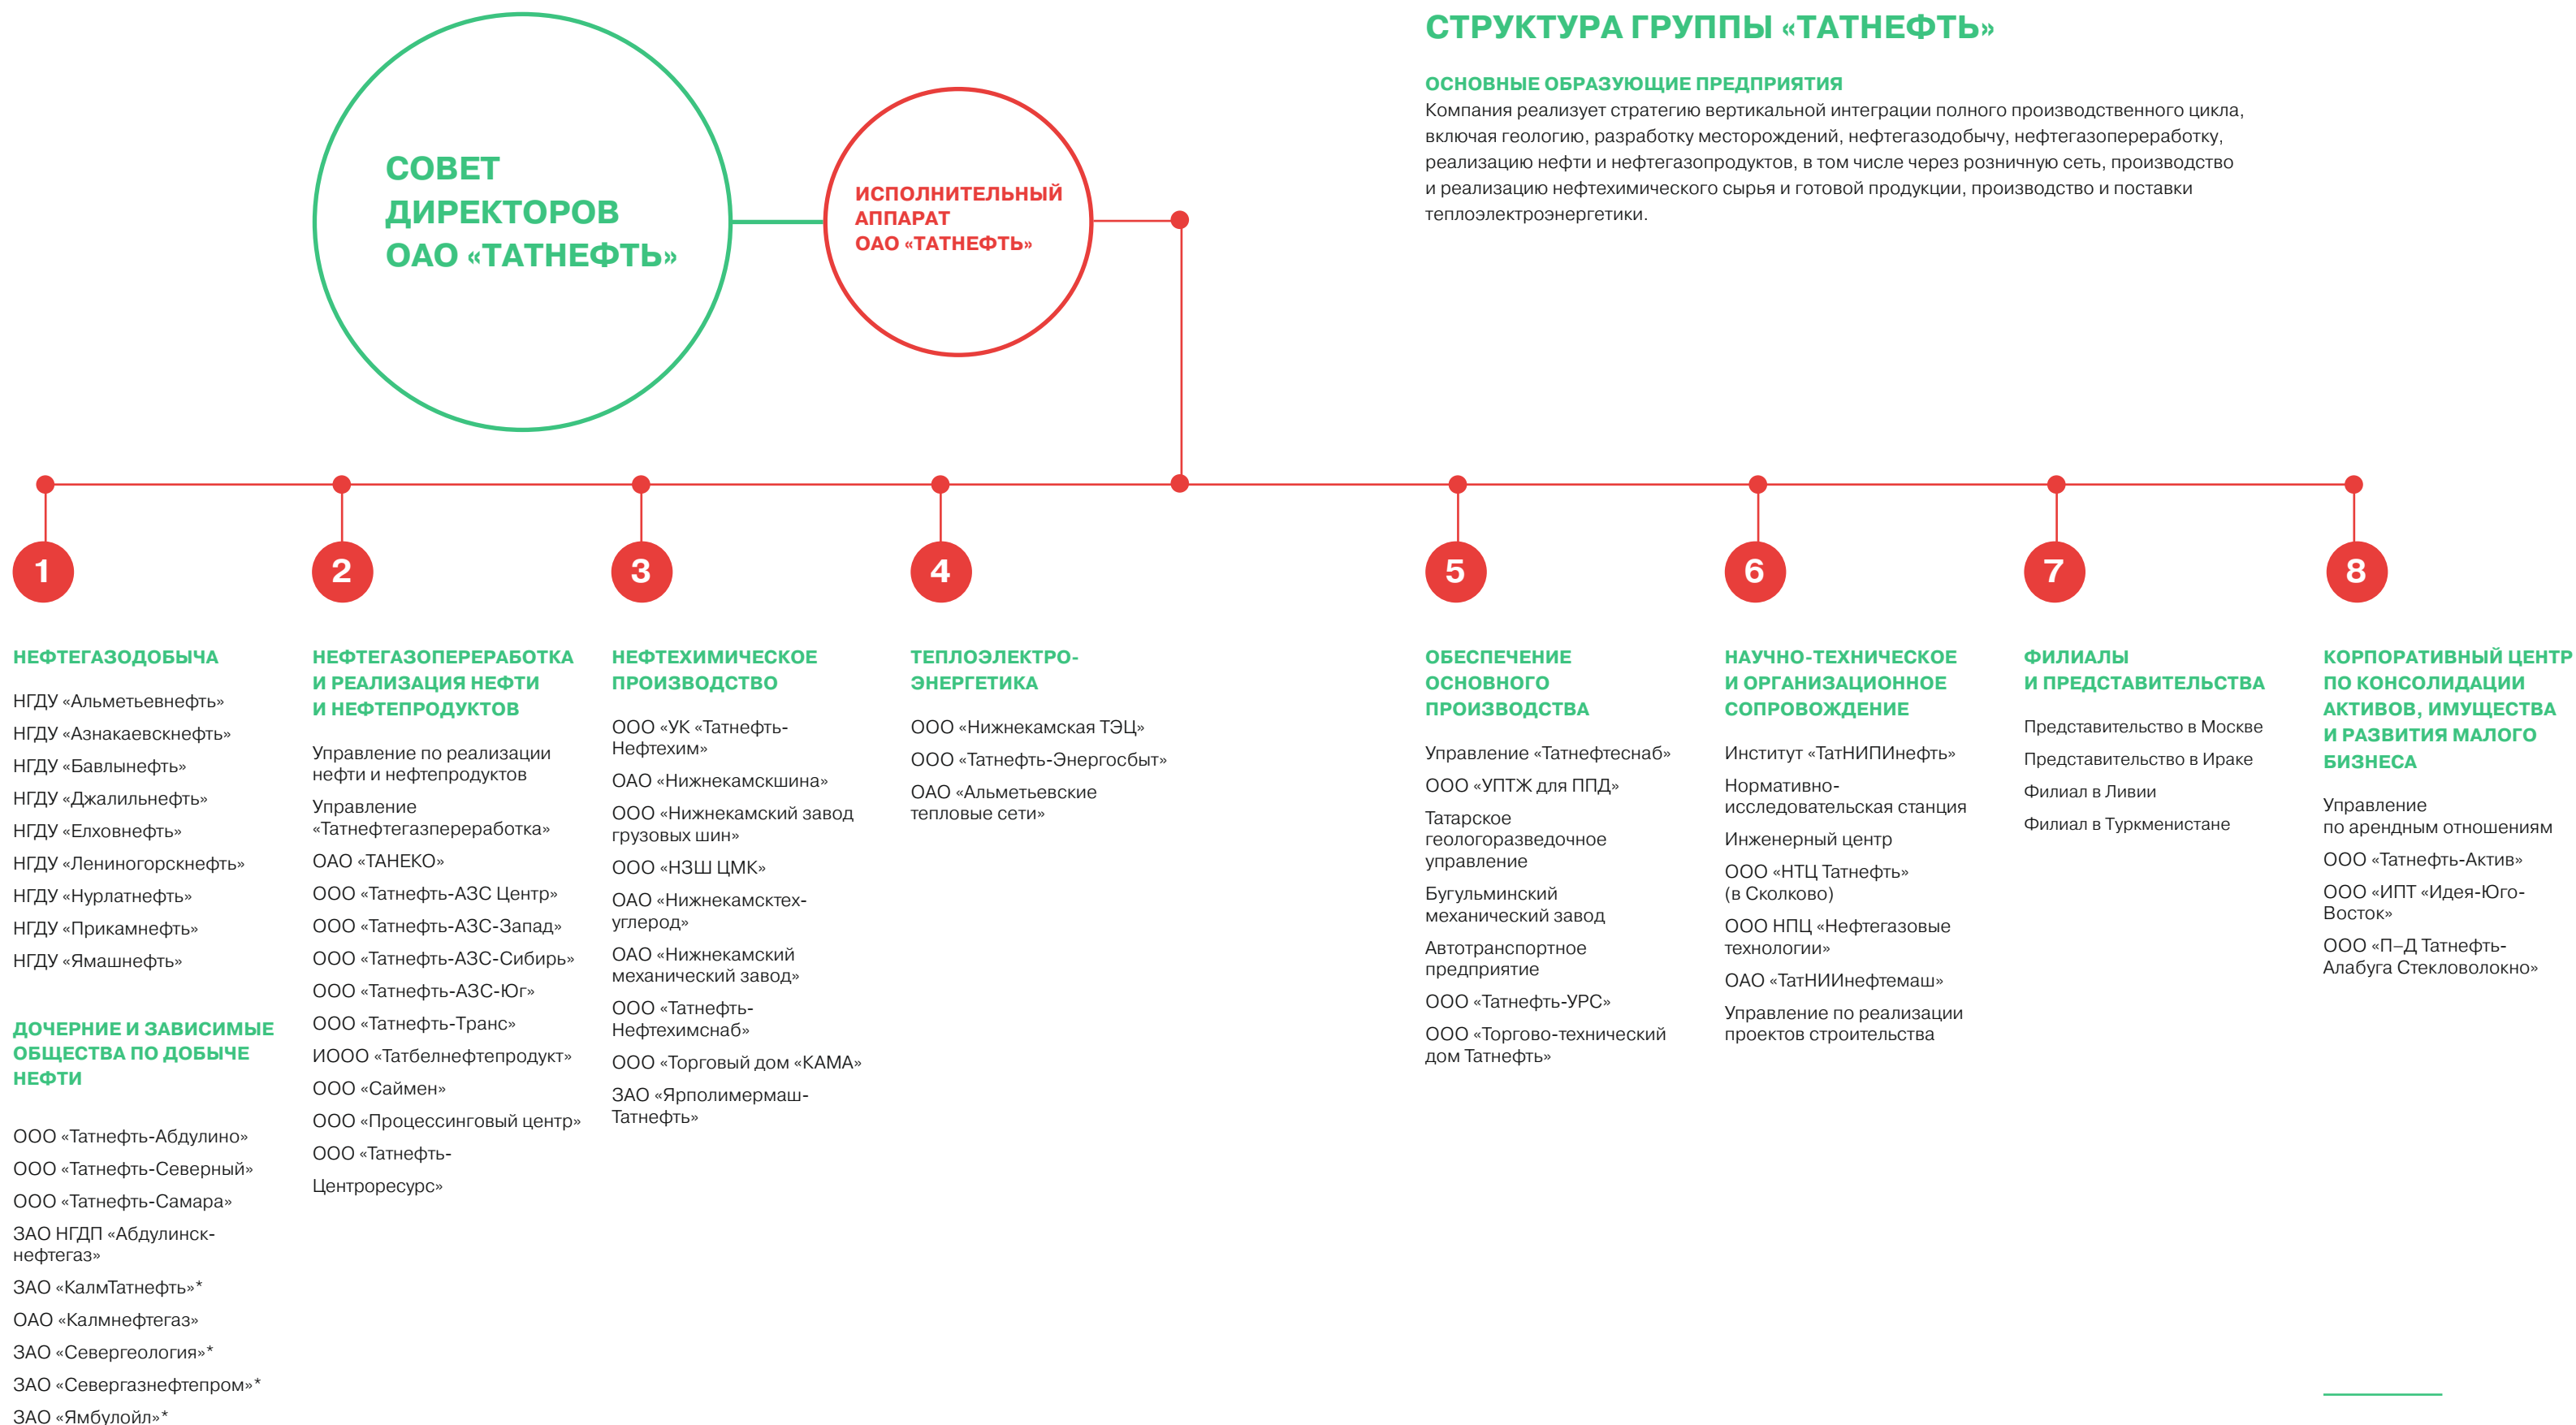 СТРУКТУРА ГРУППЫ «ТАТНЕФТЬ»
ОСНОВНЫЕ ОБРАЗУЮЩИЕ ПРЕДПРИЯТИЯ
Компания реализует стратегию вертикальной интеграции полного производственного цикла,
включая геологию, разработку месторождений, нефтегазодобычу, нефтегазопереработку,
реализацию нефти и нефтегазопродуктов, в том числе через розничную сеть, производство
и реализацию нефтехимического сырья и готовой продукции, производство и поставки
теплоэлектроэнергетики.
СОВЕТ
ДИРЕКТОРОВ
ОАО «ТАТНЕФТЬ»
ИСПОЛНИТЕЛЬНЫЙ
АППАРАТ
ОАО «ТАТНЕФТЬ»
1
НЕФТЕГАЗОДОБЫЧА
НГДУ «Альметьевнефть»
НГДУ «Азнакаевскнефть»
НГДУ «Бавлынефть»
НГДУ «Джалильнефть»
НГДУ «Елховнефть»
НГДУ «Лениногорскнефть»
НГДУ «Нурлатнефть»
НГДУ «Прикамнефть»
НГДУ «Ямашнефть»
ДОЧЕРНИЕ И ЗАВИСИМЫЕ
ОБЩЕСТВА ПО ДОБЫЧЕ
НЕФТИ
ООО «Татнефть-Абдулино»
ООО «Татнефть-Северный»
ООО «Татнефть-Самара»
ЗАО НГДП «Абдулинск-
нефтегаз»
ЗАО «КалмТатнефть»*
ОАО «Калмнефтегаз»
ЗАО «Севергеология»*
ЗАО «Севергазнефтепром»*
ЗАО «Ямбулойл»*
2
НЕФТЕГАЗОПЕРЕРАБОТКА
И РЕАЛИЗАЦИЯ НЕФТИ
И НЕФТЕПРОДУКТОВ
Управление по реализации
нефти и нефтепродуктов
Управление
«Татнефтегазпереработка»
ОАО «ТАНЕКО»
ООО «Татнефть-АЗС Центр»
ООО «Татнефть-АЗС-Запад»
ООО «Татнефть-АЗС-Сибирь»
ООО «Татнефть-АЗС-Юг»
ООО «Татнефть-Транс»
ИООО «Татбелнефтепродукт»
ООО «Саймен»
ООО «Процессинговый центр»
ООО «Татнефть-
Центроресурс»
3
НЕФТЕХИМИЧЕСКОЕ
ПРОИЗВОДСТВО
ООО «УК «Татнефть-
Нефтехим»
ОАО «Нижнекамскшина»
ООО «Нижнекамский завод
грузовых шин»
ООО «НЗШ ЦМК»
ОАО «Нижнекамсктех-
углерод»
ОАО «Нижнекамский
механический завод»
ООО «Татнефть-
Нефтехимснаб»
ООО «Торговый дом «КАМА»
ЗАО «Ярполимермаш-
Татнефть»
4
ТЕПЛОЭЛЕКТРО-
ЭНЕРГЕТИКА
ООО «Нижнекамская ТЭЦ»
ООО «Татнефть-Энергосбыт»
ОАО «Альметьевские
тепловые сети»
5
ОБЕСПЕЧЕНИЕ
ОСНОВНОГО
ПРОИЗВОДСТВА
Управление «Татнефтеснаб»
ООО «УПТЖ для ППД»
Татарское
геологоразведочное
управление
Бугульминский
механический завод
Автотранспортное
предприятие
ООО «Татнефть-УРС»
ООО «Торгово-технический
дом Татнефть»
6
НАУЧНО-ТЕХНИЧЕСКОЕ
И ОРГАНИЗАЦИОННОЕ
СОПРОВОЖДЕНИЕ
Институт «ТатНИПИнефть»
Нормативно-
исследовательская станция
Инженерный центр
ООО «НТЦ Татнефть»
(в Сколково)
ООО НПЦ «Нефтегазовые
технологии»
ОАО «ТатНИИнефтемаш»
Управление по реализации
проектов строительства
7
ФИЛИАЛЫ
И ПРЕДСТАВИТЕЛЬСТВА
Представительство в Москве
Представительство в Ираке
Филиал в Ливии
Филиал в Туркменистане
8
КОРПОРАТИВНЫЙ ЦЕНТР
ПО КОНСОЛИДАЦИИ
АКТИВОВ, ИМУЩЕСТВА
И РАЗВИТИЯ МАЛОГО
БИЗНЕСА
Управление
по арендным отношениям
ООО «Татнефть-Актив»
ООО «ИПТ «Идея-Юго-
Восток»
ООО «П–Д Татнефть-
Алабуга Стекловолокно»